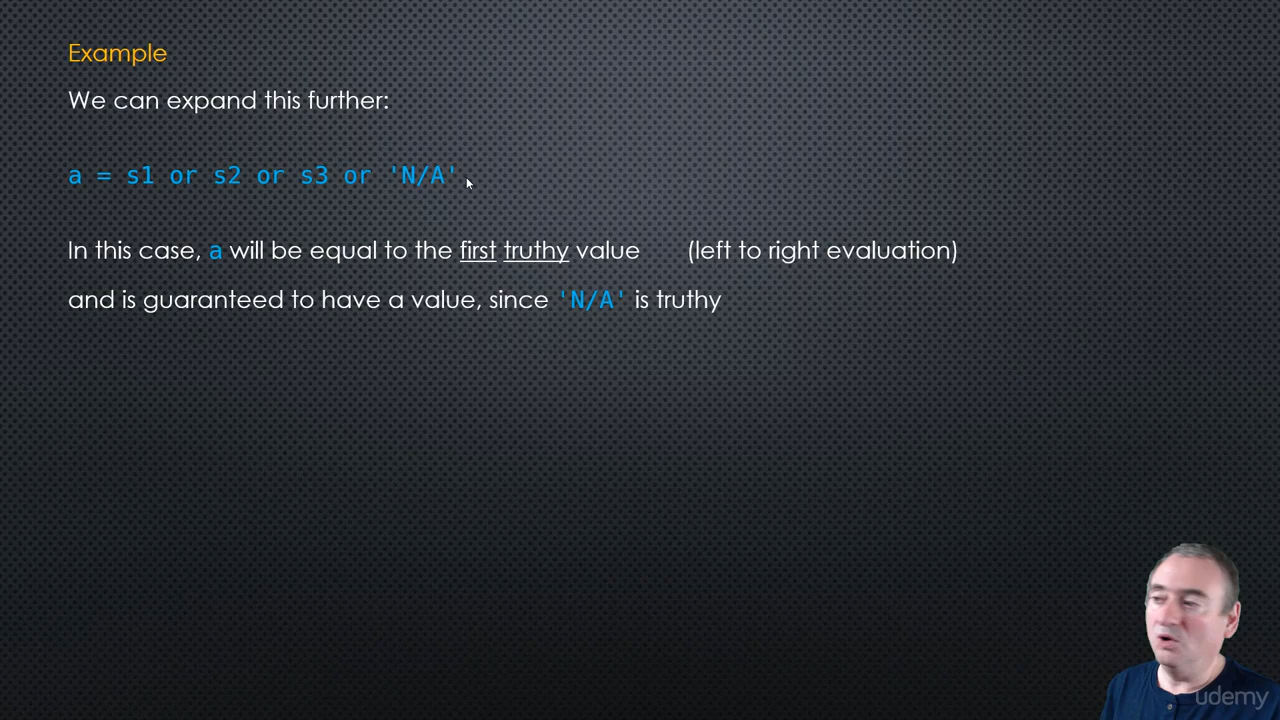 Example
We can expand this further:
a = s1 or s2 or s3 or 'N/A'
In this case, a will be equal to the first truthy value (left to right evaluation)
and is guaranteed to have a value, since 'N/A' is truthy
udemy